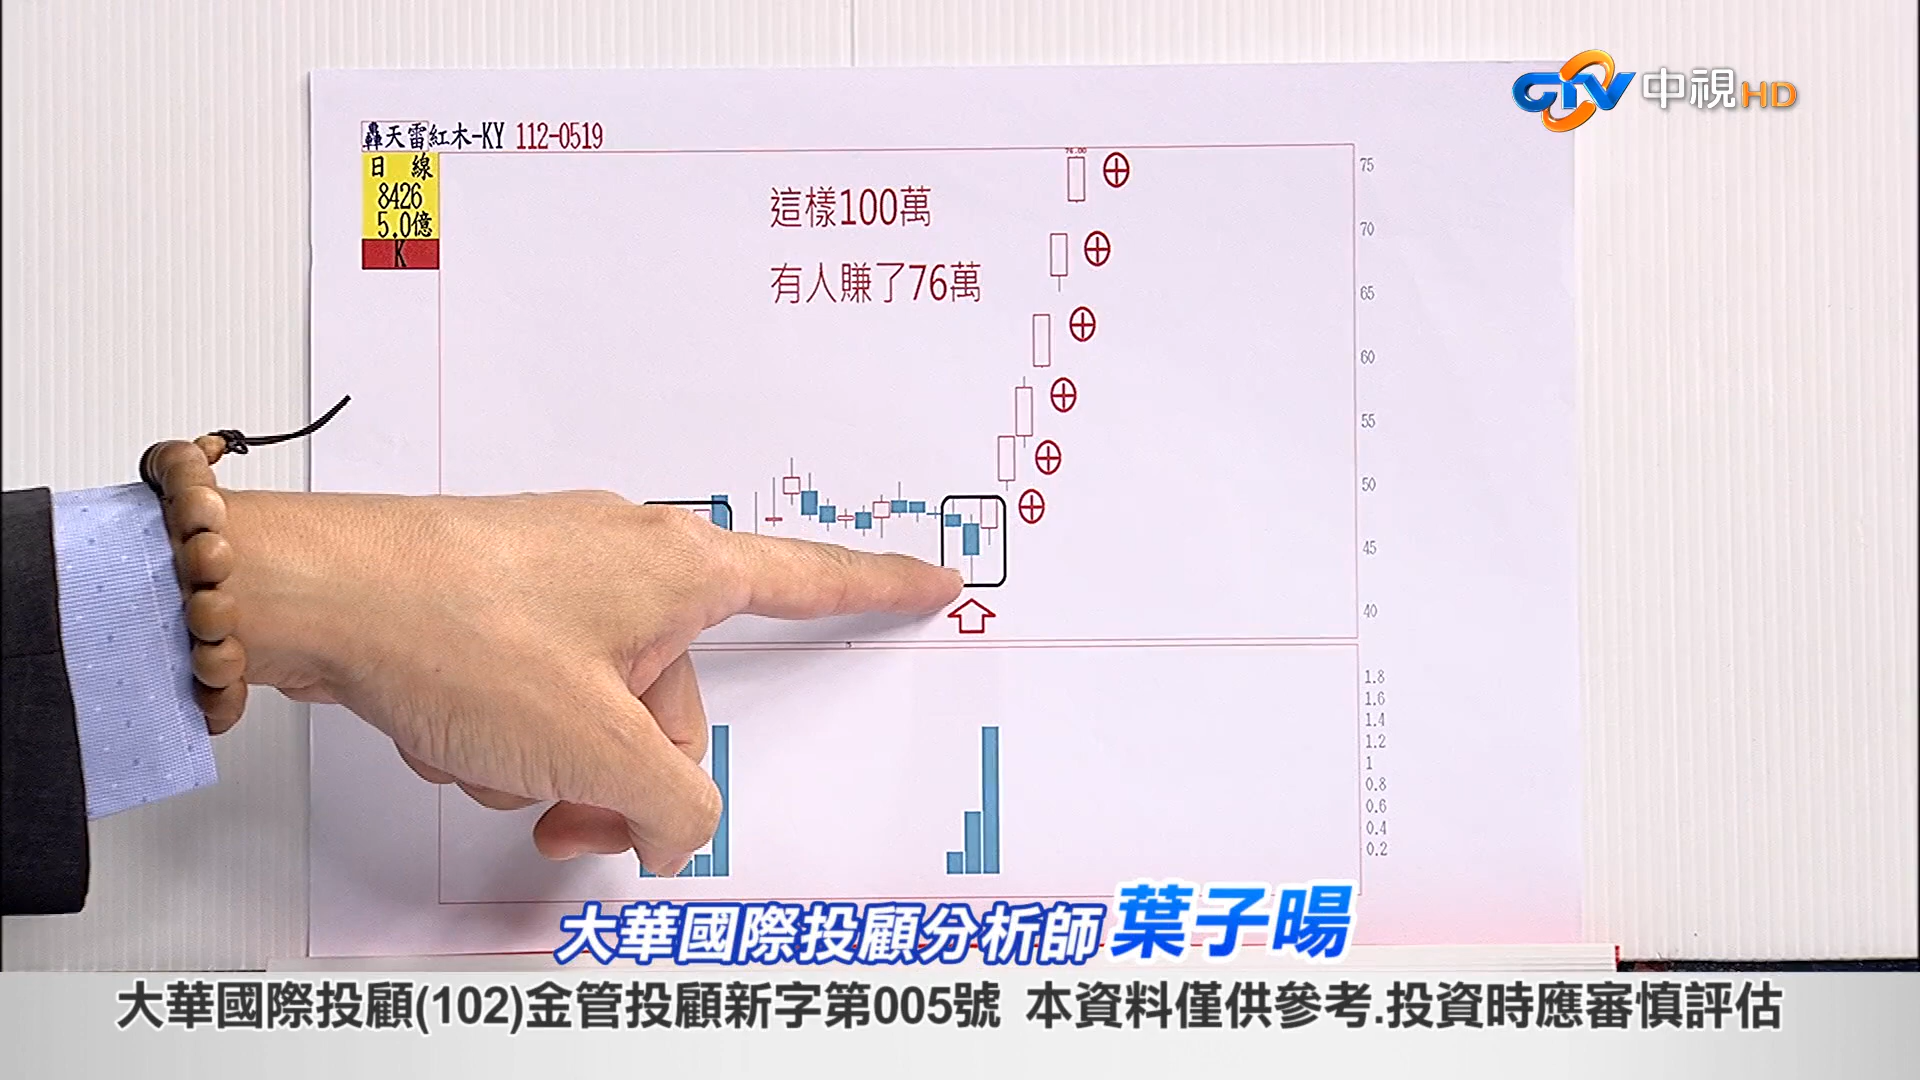 CTV 中視HD
轟天雷紅木-KY 112-0519
日 線
8426
5.0億
K
76.00
這樣100萬
有人賺了76萬
75
70
65
60
55
50
45
40
5
1.8
1.6
1.4
1.2
1
0.8
0.6
0.4
0.2
大華國際投顧分析師 葉子暘
大華國際投顧(102)金管投顧新字第005號 本資料僅供參考.投資時應審慎評估